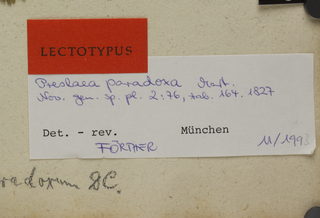 LECTOTYPUS
Preslaea paradoxa Mart.
Nov. gen. sp. pl. 2:76, tab. 164. 1827
Det. - rev. München
FÖRTHER 11/1993
radoxum DC.